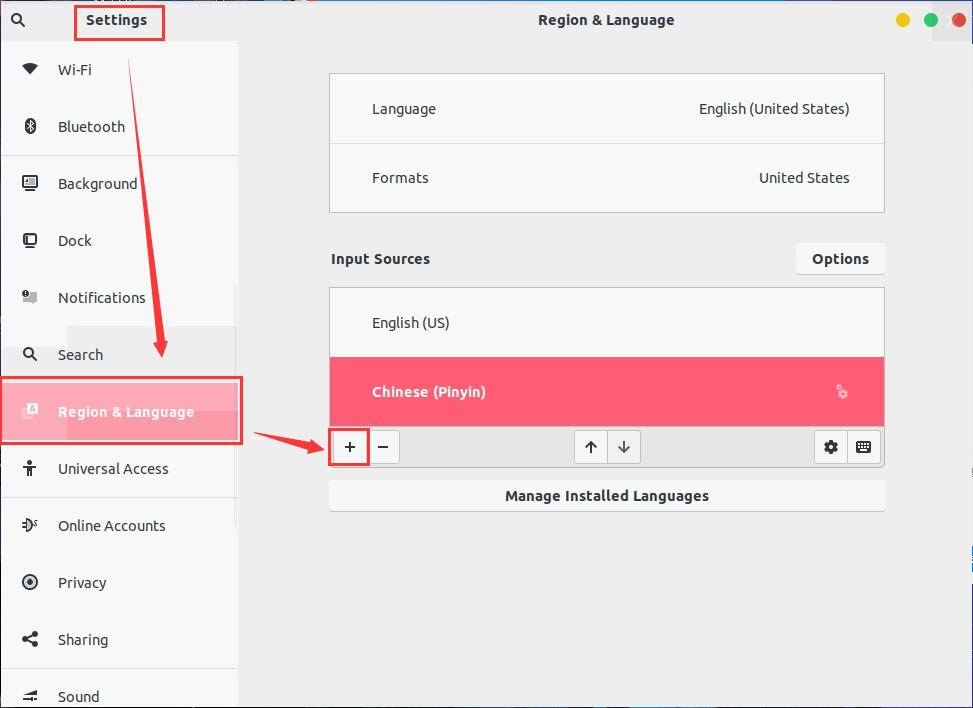 Settings
Region & Language
Wi-Fi
Bluetooth
Background
Dock
Notifications
Search
Region & Language
Universal Access
Online Accounts
Privacy
Sharing
Sound
Language English (United States)
Formats United States
Input Sources Options
English (US)
Chinese (Pinyin)
Manage Installed Languages